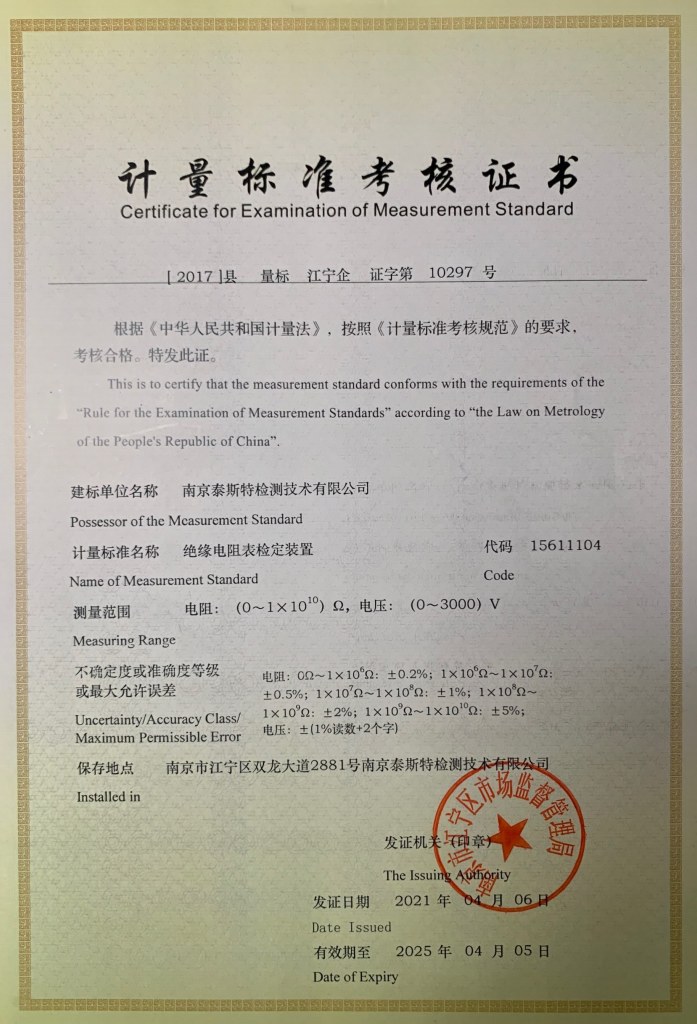 计量标准考核证书
Certificate for Examination of Measurement Standard
[ 2017 ]县 量标 江宁企 证字第 10297 号
根据《中华人民共和国计量法》，按照《计量标准考核规范》的要求，
考核合格。特发此证。
This is to certify that the measurement standard conforms with the requirements of the
“Rule for the Examination of Measurement Standards” according to “the Law on Metrology
of the People's Republic of China”.
建标单位名称 南京泰斯特检测技术有限公司
Possessor of the Measurement Standard
计量标准名称 绝缘电阻表检定装置 代码 15611104
Name of Measurement Standard Code
测量范围 电阻：（0～1×10¹⁰）Ω，电压：（0～3000）V
Measuring Range
不确定度或准确度等级 电阻：0Ω～1×10⁶Ω：±0.2%；1×10⁶Ω～1×10⁷Ω：
或最大允许误差 ±0.5%；1×10⁷Ω～1×10⁸Ω：±1%；1×10⁸Ω～
Uncertainty/Accuracy Class/ 1×10⁹Ω：±2%；1×10⁹Ω～1×10¹⁰Ω：±5%；
Maximum Permissible Error 电压：±(1%读数+2个字)
保存地点 南京市江宁区双龙大道2881号南京泰斯特检测技术有限公司
Installed in
南京市江宁区市场监督管理局
发证机关（印章）
The Issuing Authority
发证日期 2021 年 04 月 06 日
Date Issued
有效期至 2025 年 04 月 05 日
Date of Expiry